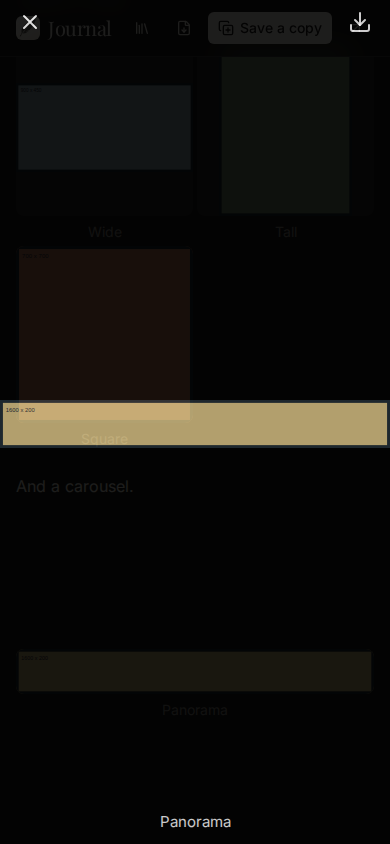 Journal
Save a copy
Wide
Tall
1600 x 200
Square
And a carousel.
Panorama
Panorama